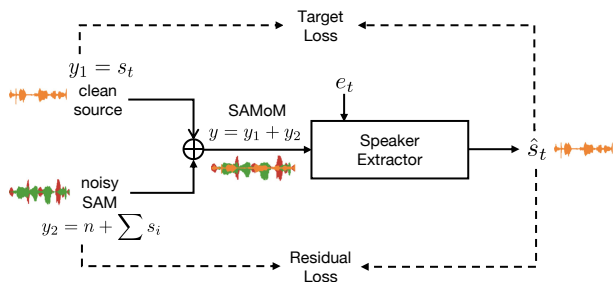 Target
Loss
y₁ = sₜ
clean
source
SAMoM
y = y₁ + y₂
eₜ
Speaker
Extractor
ŝₜ
noisy
SAM
y₂ = n + ∑ sᵢ
Residual
Loss